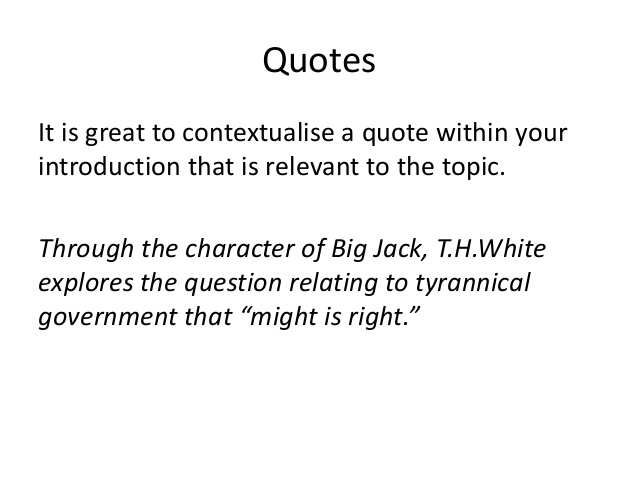 Quotes
It is great to contextualise a quote within your
introduction that is relevant to the topic.
Through the character of Big Jack, T.H.White
explores the question relating to tyrannical
government that “might is right.”